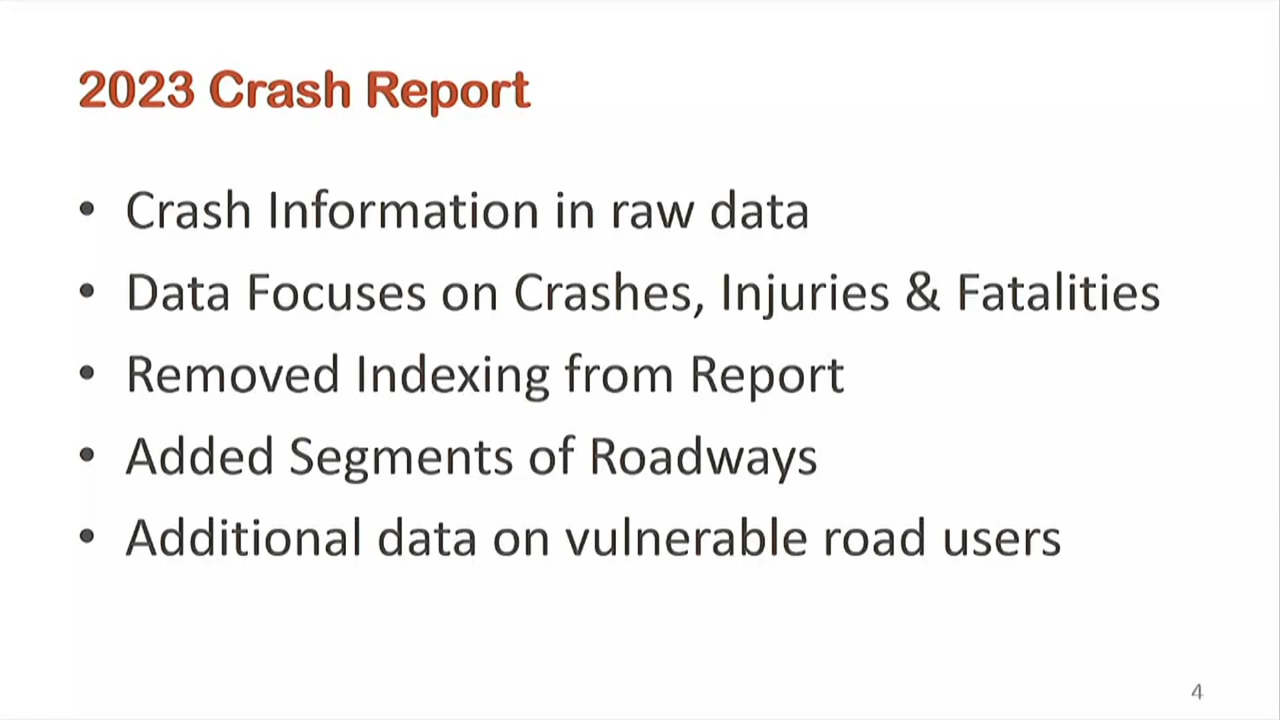 2023 Crash Report
• Crash Information in raw data
• Data Focuses on Crashes, Injuries & Fatalities
• Removed Indexing from Report
• Added Segments of Roadways
• Additional data on vulnerable road users
4